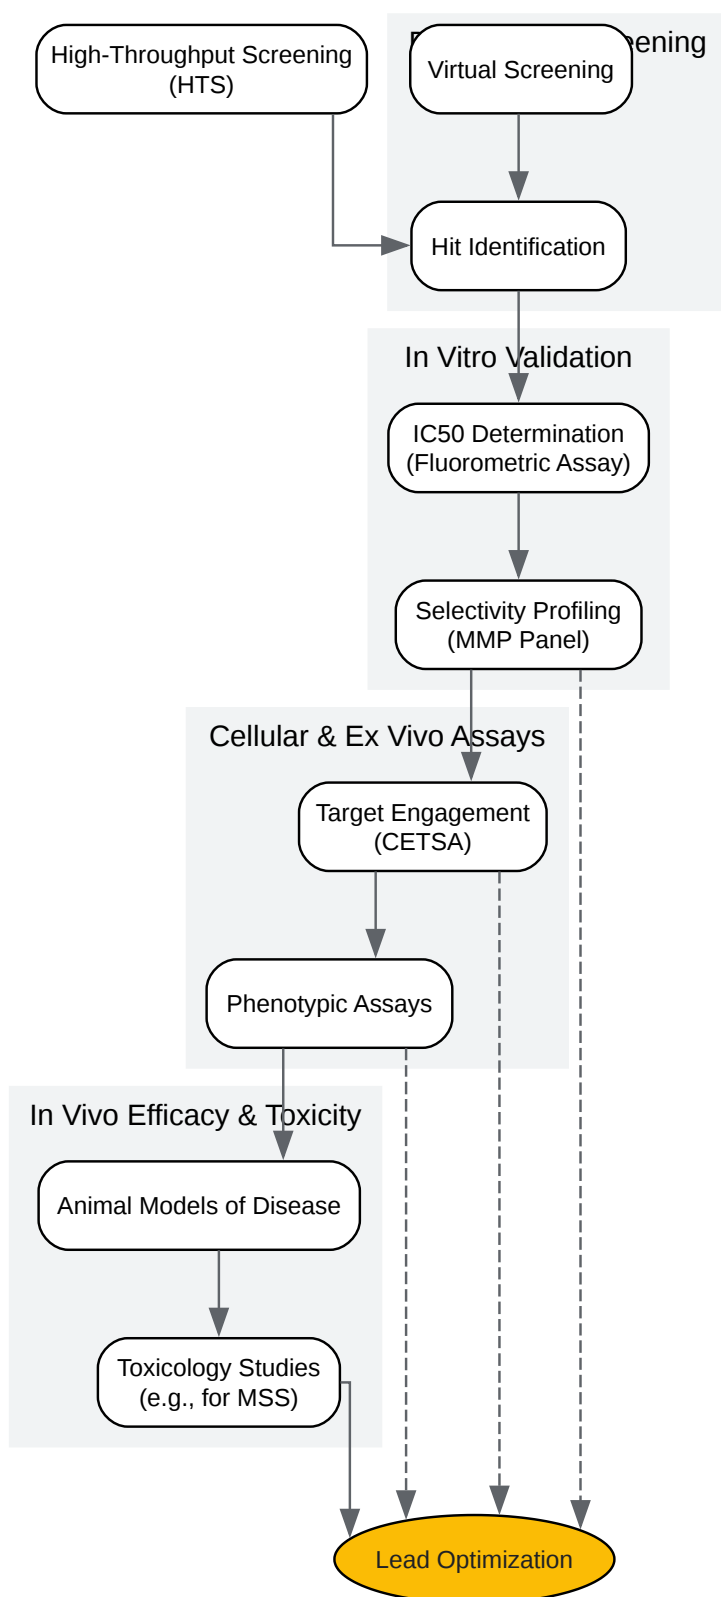 High-Throughput Screening
(HTS)
Virtual Screening
Hit Identification
In Vitro Validation
IC50 Determination
(Fluorometric Assay)
Selectivity Profiling
(MMP Panel)
Cellular & Ex Vivo Assays
Target Engagement
(CETSA)
Phenotypic Assays
In Vivo Efficacy & Toxicity
Animal Models of Disease
Toxicology Studies
(e.g., for MSS)
Lead Optimization